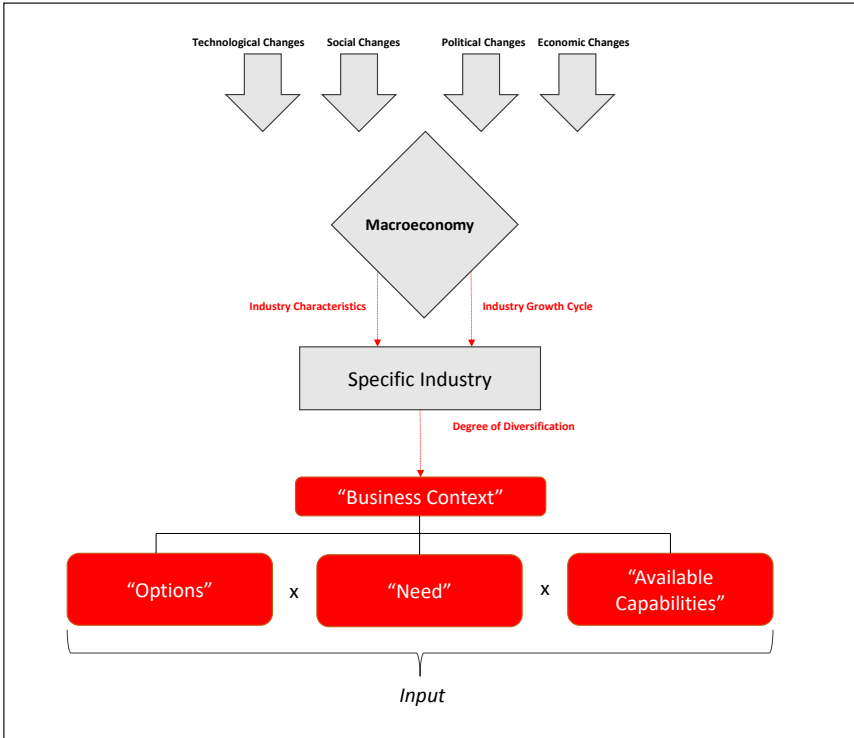 Technological Changes
Social Changes
Political Changes
Economic Changes
Macroeconomy
Industry Characteristics
Industry Growth Cycle
Specific Industry
Degree of Diversification
“Business Context”
“Options”
x
“Need”
x
“Available
Capabilities”
Input